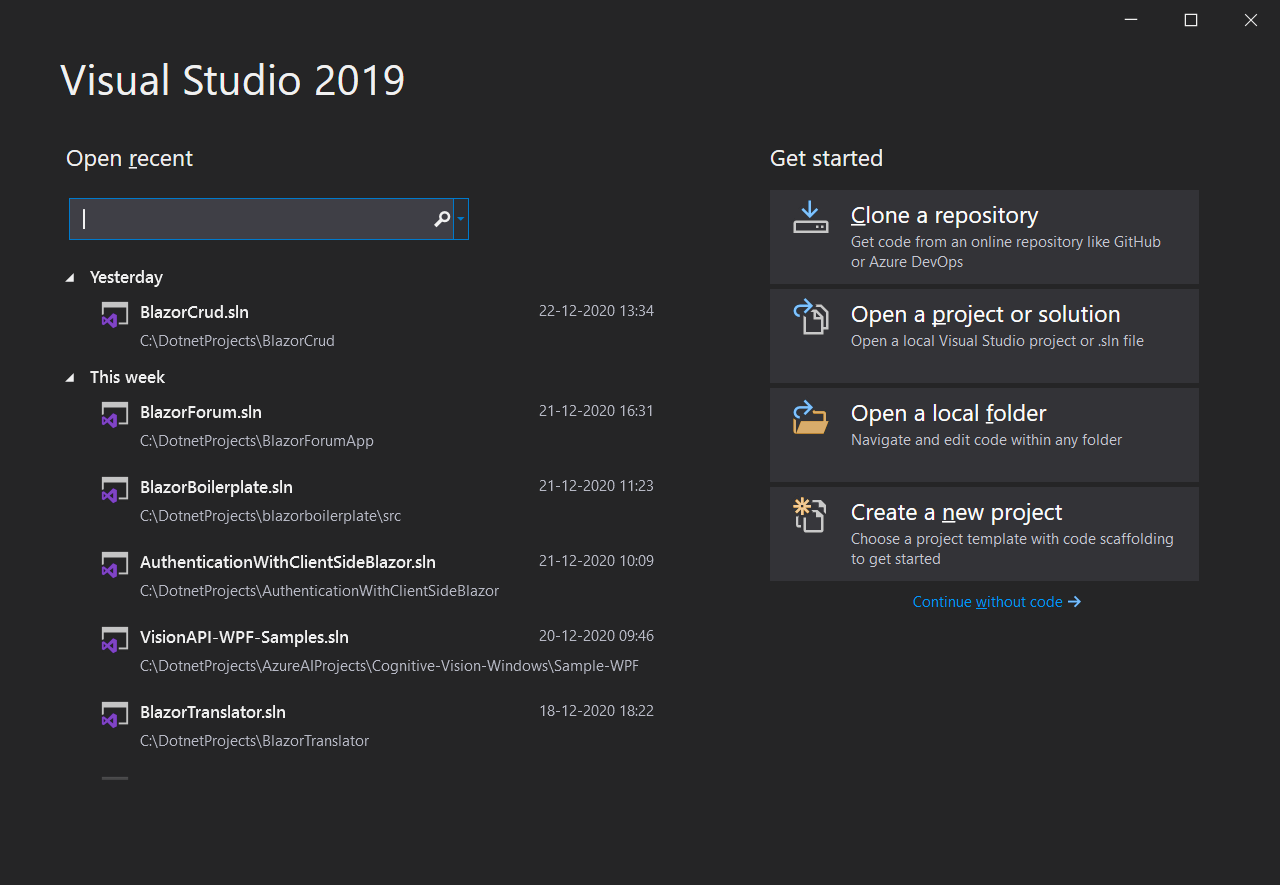 Visual Studio 2019
Open recent
Yesterday
BlazorCrud.sln 22-12-2020 13:34
C:\DotnetProjects\BlazorCrud
This week
BlazorForum.sln 21-12-2020 16:31
C:\DotnetProjects\BlazorForumApp
BlazorBoilerplate.sln 21-12-2020 11:23
C:\DotnetProjects\blazorboilerplate\src
AuthenticationWithClientSideBlazor.sln 21-12-2020 10:09
C:\DotnetProjects\AuthenticationWithClientSideBlazor
VisionAPI-WPF-Samples.sln 20-12-2020 09:46
C:\DotnetProjects\AzureAIProjects\Cognitive-Vision-Windows\Sample-WPF
BlazorTranslator.sln 18-12-2020 18:22
C:\DotnetProjects\BlazorTranslator
Get started
Clone a repository
Get code from an online repository like GitHub
or Azure DevOps
Open a project or solution
Open a local Visual Studio project or .sln file
Open a local folder
Navigate and edit code within any folder
Create a new project
Choose a project template with code scaffolding
to get started
Continue without code →